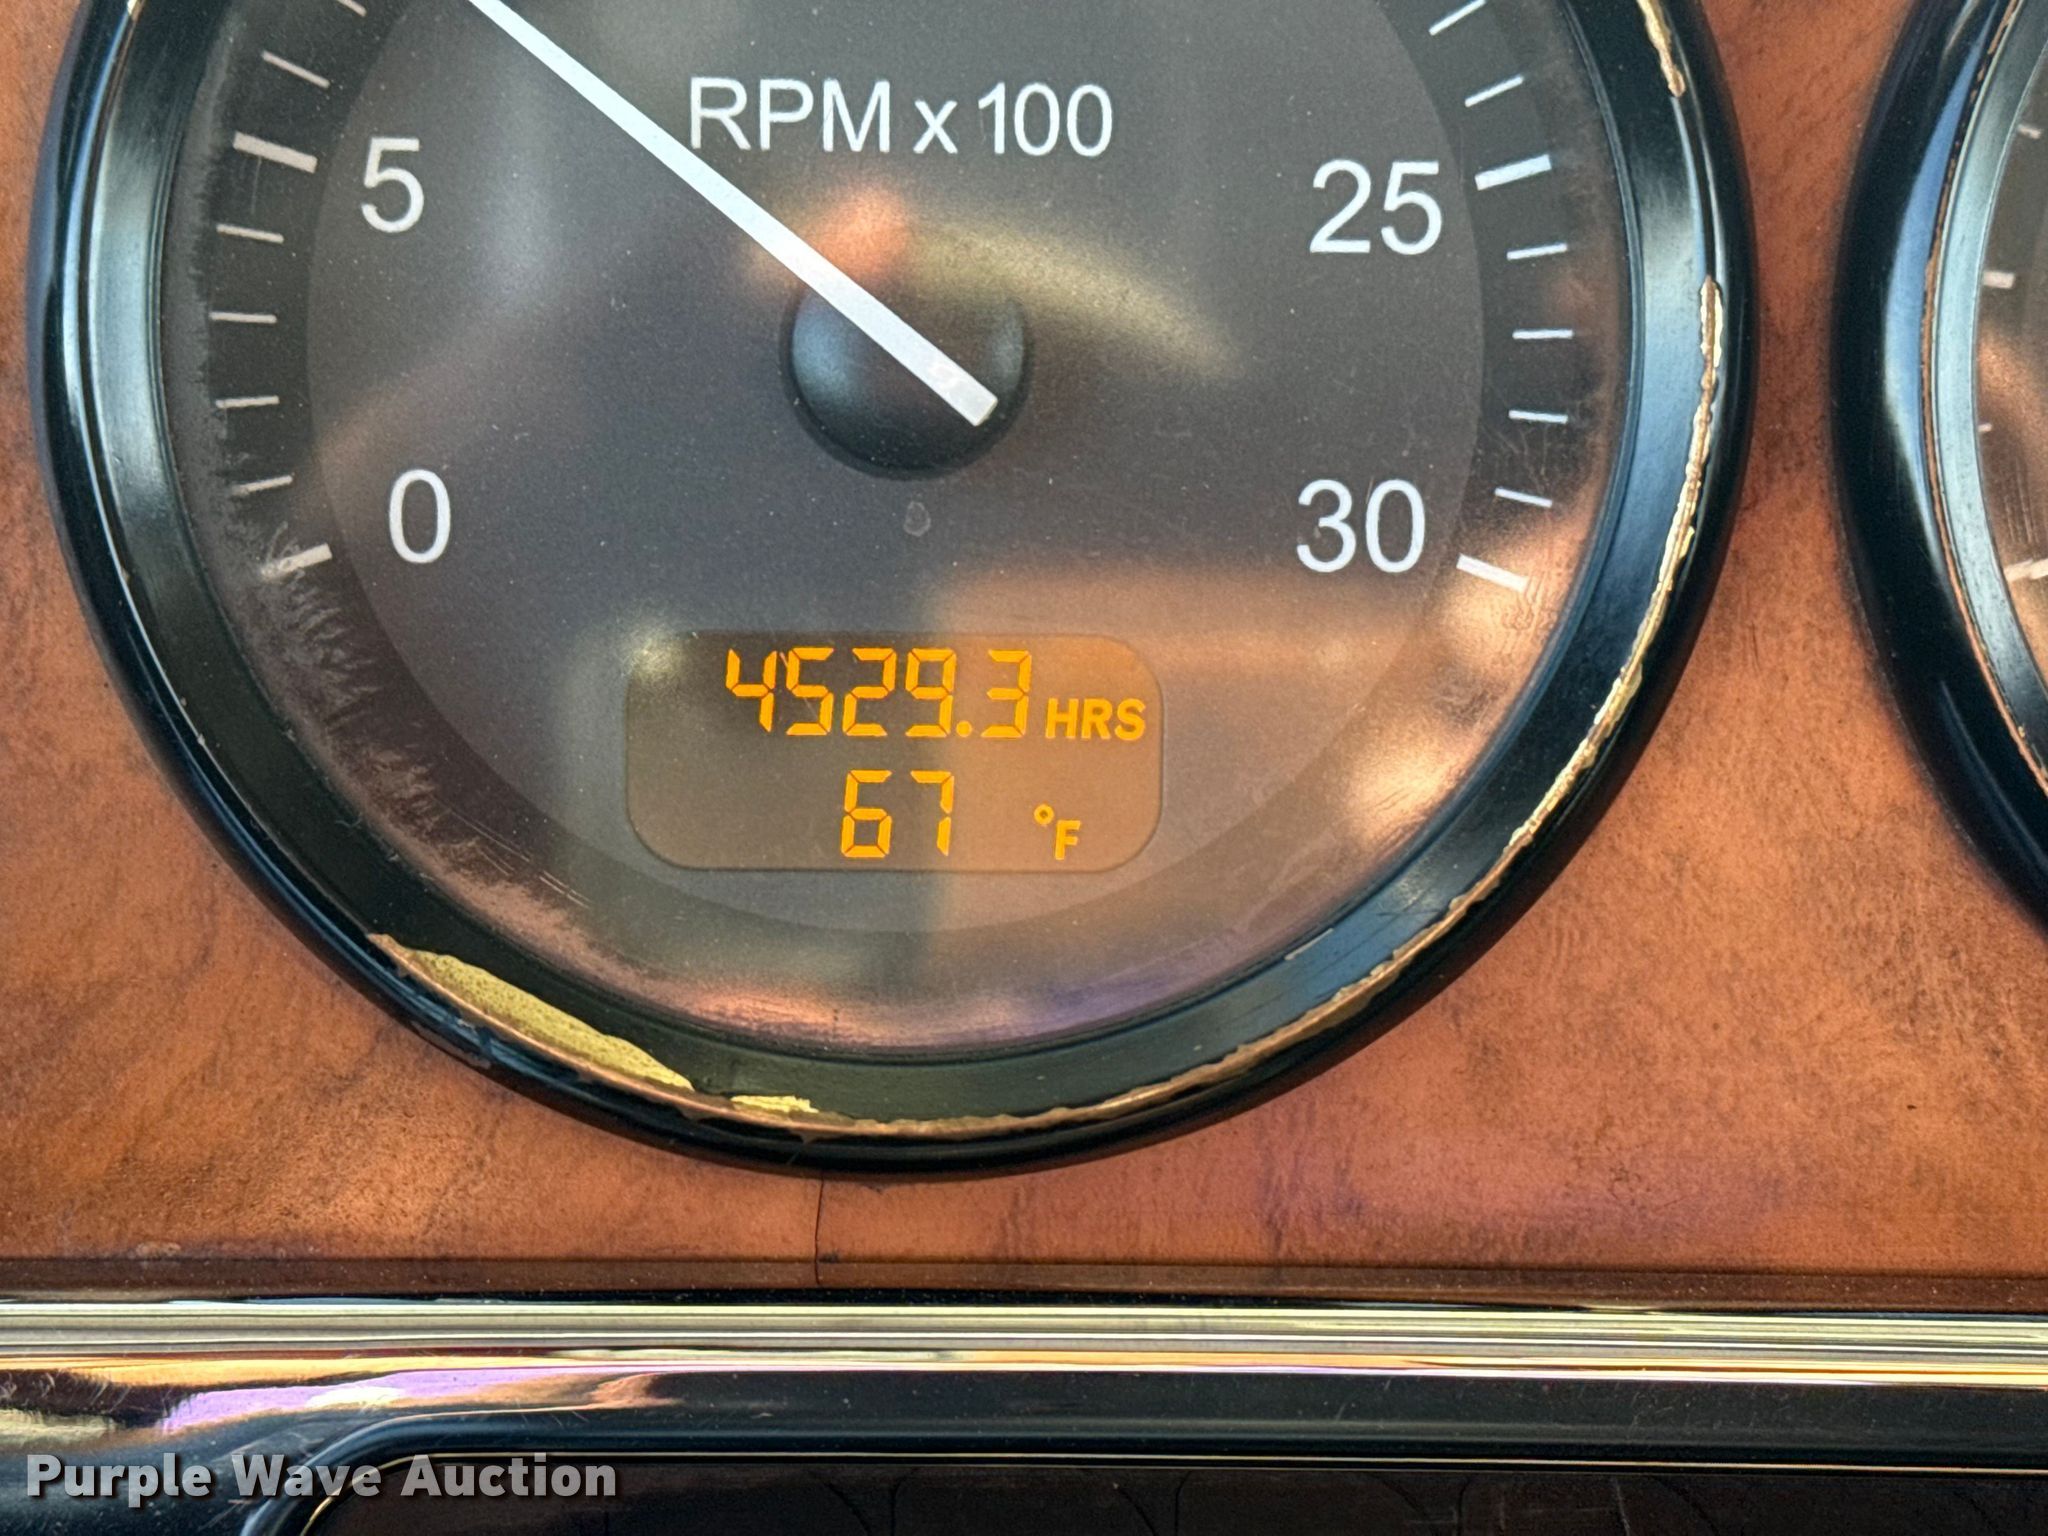 RPM x 100
5
25
0
30
4529.3 HRS
67 °F
Purple Wave Auction